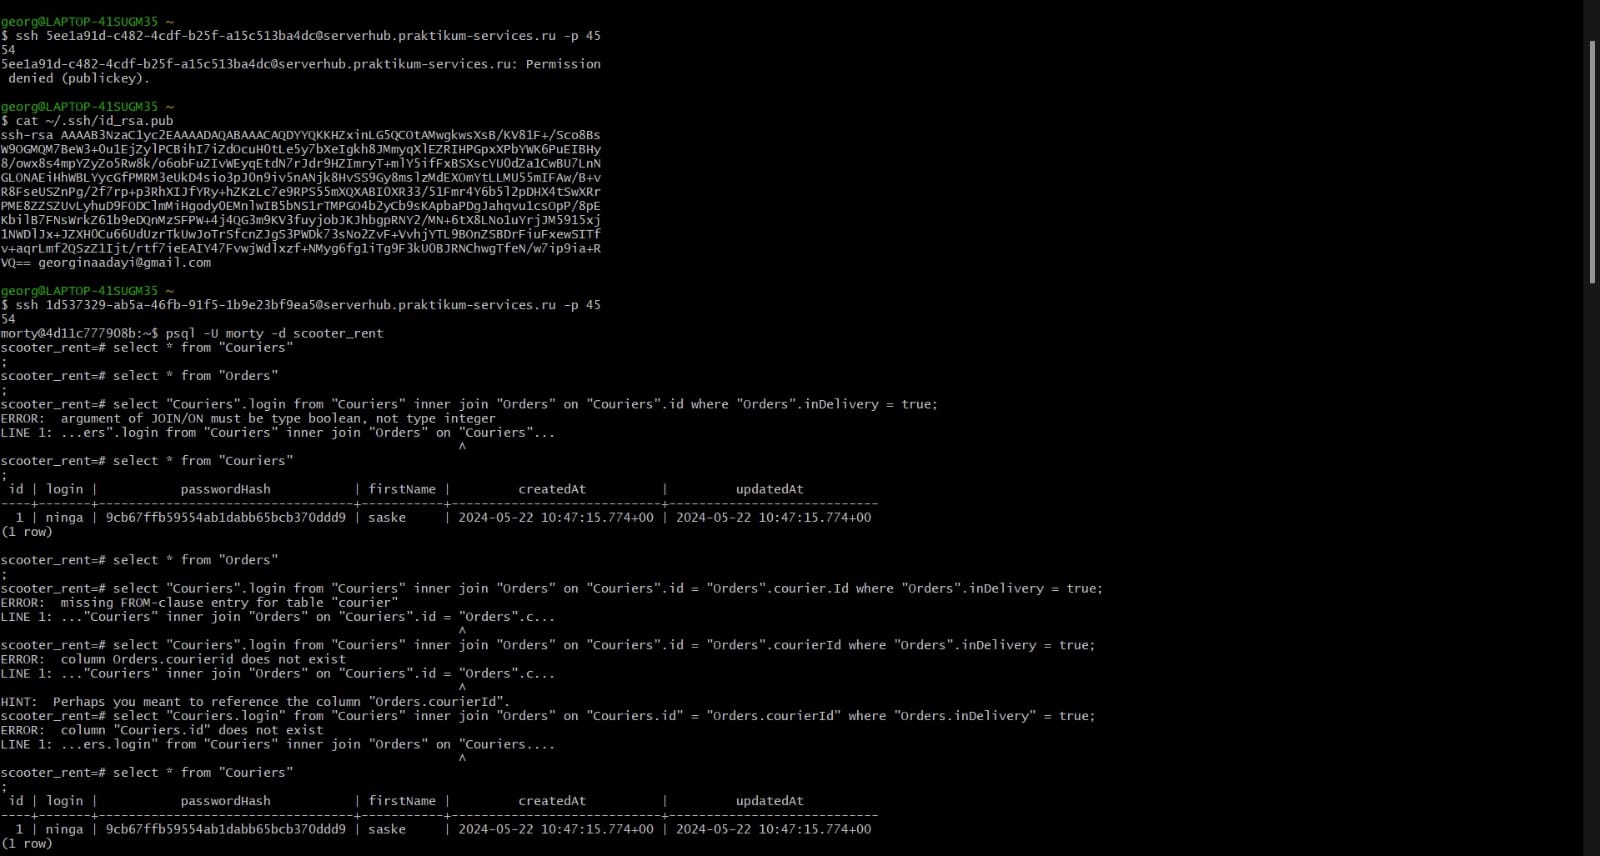 georg@LAPTOP-41SUGM35 ~
$ ssh 5ee1a91d-c482-4cdf-b25f-a15c513ba4dc@serverhub.praktikum-services.ru -p 45
54
5ee1a91d-c482-4cdf-b25f-a15c513ba4dc@serverhub.praktikum-services.ru: Permission
denied (publickey).
georg@LAPTOP-41SUGM35 ~
$ cat ~/.ssh/id_rsa.pub
ssh-rsa AAAAB3NzaC1yc2EAAAADAQABAAACAQDYYQKKHZxinLG5QCOtAMwgkwsXsB/KV81F+/Sco8Bs
W9OGMQM7BeW3+Ou1EjZylPCBihI7iZdOcuHOtLe5y7bXeIgkh8JMmyqXlEZRIHPGpxXPbYWK6PuEIBHy
8/owx8s4mpYZyZo5Rw8k/o6obFuZIvWEyqEtdN7rJdr9HZImryT+mlY5ifFxBSXscYU0dZa1CwBU7LnN
GLONAEiHhWBLYycGfPMRM3eUkD4sio3pJOn9iv5nANjk8HvSS9Gy8mslzMdEXOmYtLLMU55mIFAw/B+v
R8FseUSZnPg/2f7rp+p3RhXIJfYRy+hZKzLc7e9RPS55mXQXABIOXR33/51Fmr4Y6b5l2pDHX4tSwXRr
PME8ZZSZUvLyhuD9FODClmMiHgodyOEMnlwIB5bNS1rTMPGO4b2yCb9sKApbaPDgJahqvu1csOpP/8pE
KbilB7FNsWrkZ61b9eDQnMzSFPW+4j4QG3m9KV3fuyjobJKJhbgpRNY2/MN+6tX8LNo1uYrjJM5915xj
1NWDlJx+JZXHOCu66UdUzrTkUwJoTrSfcnZJgS3PWDk73sNo2ZvF+VvhjYTL9BOnZSBDrFiuFxewSITf
v+aqrLmf2QSzZ1Ijt/rtf7ieEAIY47FvwjWdlxzf+NMyg6fg1iTg9F3kU0BJRNChwgTfeN/w7ip9ia+R
VQ== georginaadayi@gmail.com
georg@LAPTOP-41SUGM35 ~
$ ssh 1d537329-ab5a-46fb-91f5-1b9e23bf9ea5@serverhub.praktikum-services.ru -p 45
54
morty@4d11c777908b:~$ psql -U morty -d scooter_rent
scooter_rent=# select * from "Couriers"
;
scooter_rent=# select * from "Orders"
;
scooter_rent=# select "Couriers".login from "Couriers" inner join "Orders" on "Couriers".id where "Orders".inDelivery = true;
ERROR:  argument of JOIN/ON must be type boolean, not type integer
LINE 1: ...ers".login from "Couriers" inner join "Orders" on "Couriers"...
^
scooter_rent=# select * from "Couriers"
;
id | login |           passwordHash           | firstName |         createdAt          |         updatedAt
----+-------+----------------------------------+-----------+----------------------------+----------------------------
1 | ninga | 9cb67ffb59554ab1dabb65bcb370ddd9 | saske     | 2024-05-22 10:47:15.774+00 | 2024-05-22 10:47:15.774+00
(1 row)
scooter_rent=# select * from "Orders"
;
scooter_rent=# select "Couriers".login from "Couriers" inner join "Orders" on "Couriers".id = "Orders".courier.Id where "Orders".inDelivery = true;
ERROR:  missing FROM-clause entry for table "courier"
LINE 1: ..."Couriers" inner join "Orders" on "Couriers".id = "Orders".c...
^
scooter_rent=# select "Couriers".login from "Couriers" inner join "Orders" on "Couriers".id = "Orders".courierId where "Orders".inDelivery = true;
ERROR:  column Orders.courierid does not exist
LINE 1: ..."Couriers" inner join "Orders" on "Couriers".id = "Orders".c...
^
HINT:  Perhaps you meant to reference the column "Orders.courierId".
scooter_rent=# select "Couriers.login" from "Couriers" inner join "Orders" on "Couriers.id" = "Orders.courierId" where "Orders.inDelivery" = true;
ERROR:  column "Couriers.id" does not exist
LINE 1: ...ers.login" from "Couriers" inner join "Orders" on "Couriers....
^
scooter_rent=# select * from "Couriers"
;
id | login |           passwordHash           | firstName |         createdAt          |         updatedAt
----+-------+----------------------------------+-----------+----------------------------+----------------------------
1 | ninga | 9cb67ffb59554ab1dabb65bcb370ddd9 | saske     | 2024-05-22 10:47:15.774+00 | 2024-05-22 10:47:15.774+00
(1 row)